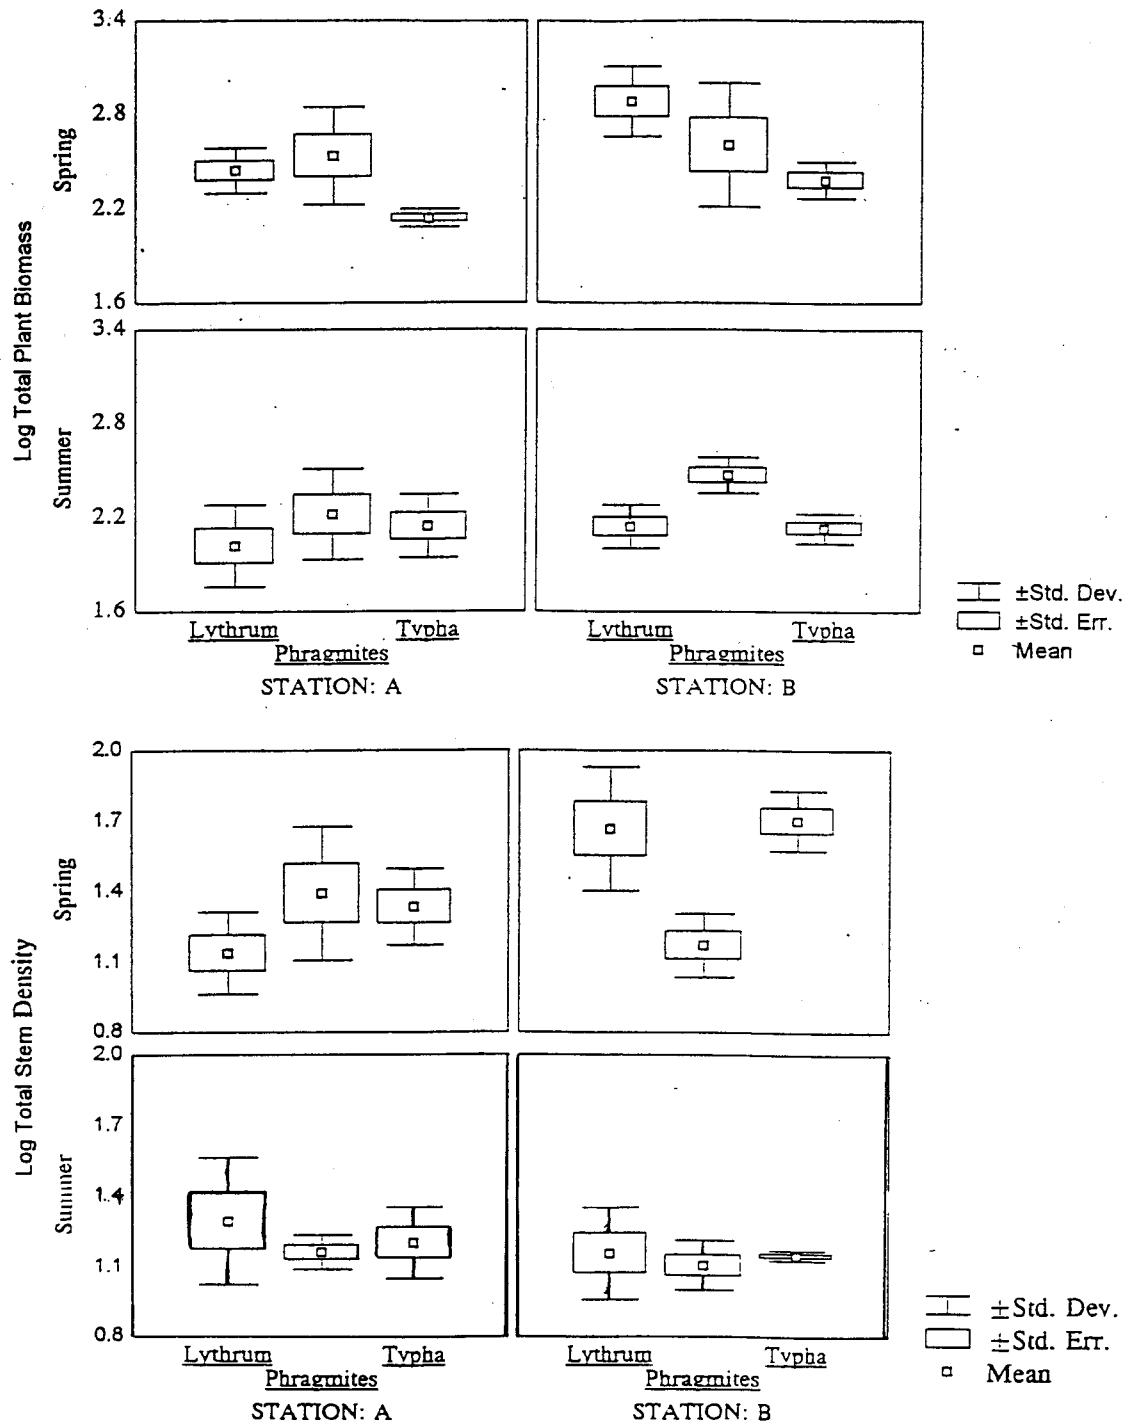 3.4
2.8
2.2
1.6
Spring
3.4
2.8
2.2
1.6
Summer
Log Total Plant Biomass
Lythrum Typha Lythrum Typha
Phragmites Phragmites
STATION: A STATION: B
±Std. Dev.
±Std. Err.
Mean
2.0
1.7
1.4
1.1
0.8
Spring
2.0
1.7
1.4
1.1
0.8
Summer
Log Total Stem Density
Lythrum Typha Lythrum Typha
Phragmites Phragmites
STATION: A STATION: B
±Std. Dev.
±Std. Err.
Mean